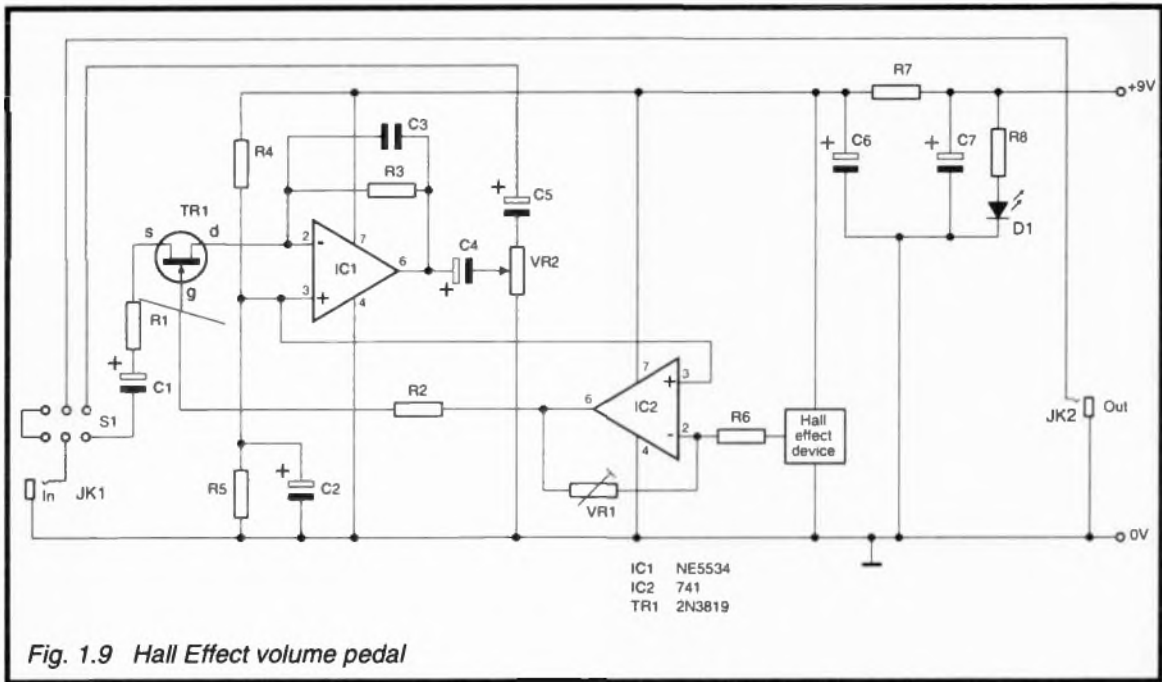 R7
+9V
C3
R4
C6
C7
R8
R3
+
+
TR1
C5
+
s
d
D1
2
-
7
IC1
6
C4
VR2
3
+
4
+
g
R1
+
C1
7
3
+
R2
6
IC2
2
-
R6
4
Hall
effect
device
S1
JK2
Out
In
JK1
R5
+
C2
VR1
0V
IC1 NE5534
IC2 741
TR1 2N3819
Fig. 1.9 Hall Effect volume pedal